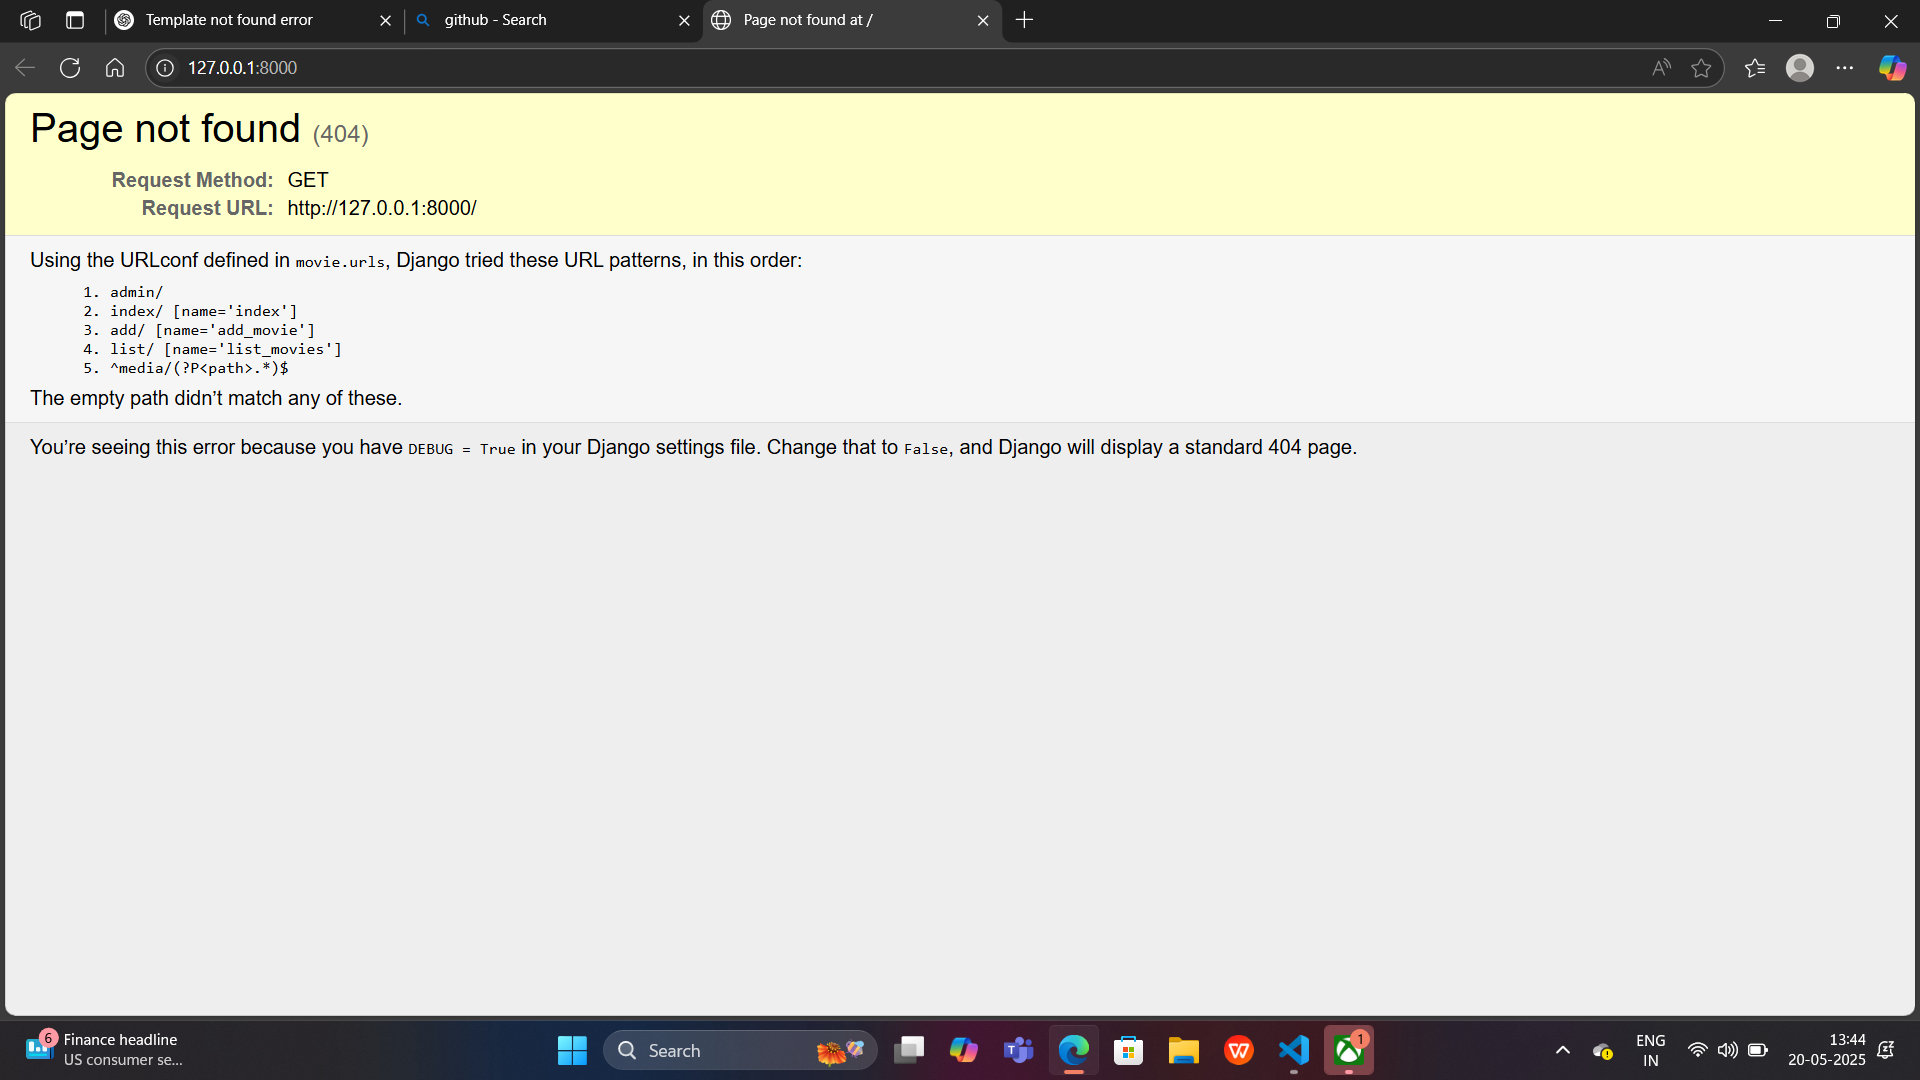 Template not found error
github - Search
Page not found at /
127.0.0.1:8000
Page not found (404)
Request Method: GET
Request URL: http://127.0.0.1:8000/
Using the URLconf defined in movie.urls, Django tried these URL patterns, in this order:
1. admin/
2. index/ [name='index']
3. add/ [name='add_movie']
4. list/ [name='list_movies']
5. ^media/(?P<path>.*)$
The empty path didn’t match any of these.
You’re seeing this error because you have DEBUG = True in your Django settings file. Change that to False, and Django will display a standard 404 page.
6
Finance headline
US consumer se...
Search
1
ENG
IN
13:44
20-05-2025